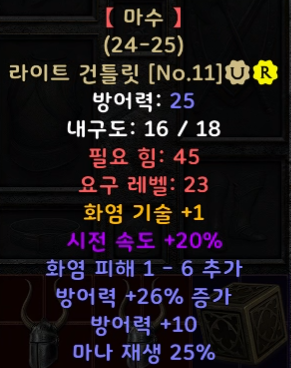 【 마수 】
(24-25)
라이트 건틀릿 [No.11] U R
방어력: 25
내구도: 16 / 18
필요 힘: 45
요구 레벨: 23
화염 기술 +1
시전 속도 +20%
화염 피해 1 - 6 추가
방어력 +26% 증가
방어력 +10
마나 재생 25%